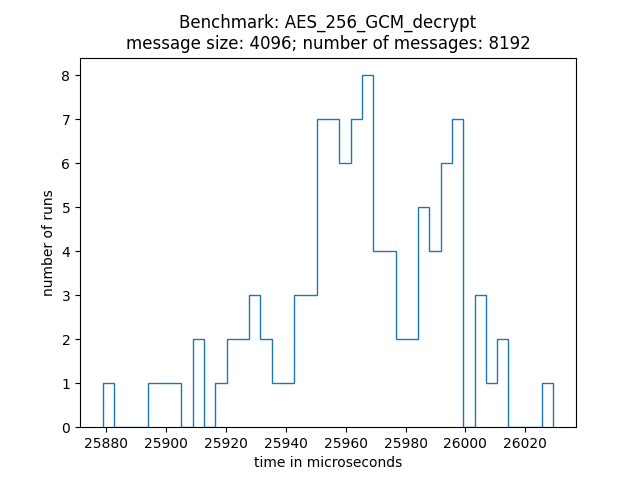 Benchmark: AES_256_GCM_decrypt
message size: 4096; number of messages: 8192
8
7
6
5
4
3
2
1
0
number of runs
25880 25900 25920 25940 25960 25980 26000 26020
time in microseconds